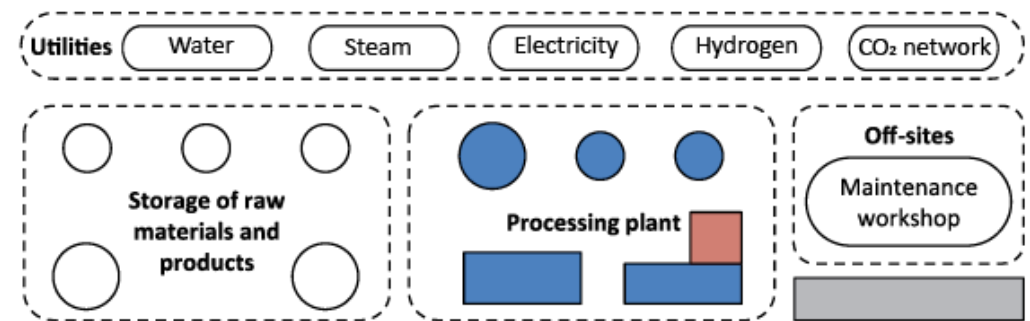 Utilities Water Steam Electricity Hydrogen CO₂ network
Storage of raw
materials and
products
Processing plant
Off-sites
Maintenance
workshop